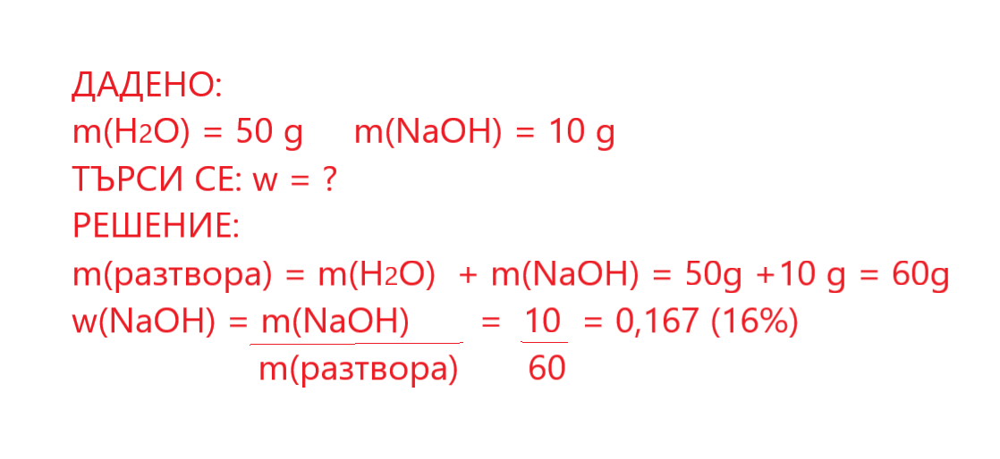 ДАДЕНО:
m(H2O) = 50 g m(NaOH) = 10 g
ТЪРСИ СЕ: w = ?
РЕШЕНИЕ:
m(разтвора) = m(H2O) + m(NaOH) = 50g +10 g = 60g
w(NaOH) = m(NaOH) = 10 = 0,167 (16%)
m(разтвора) 60